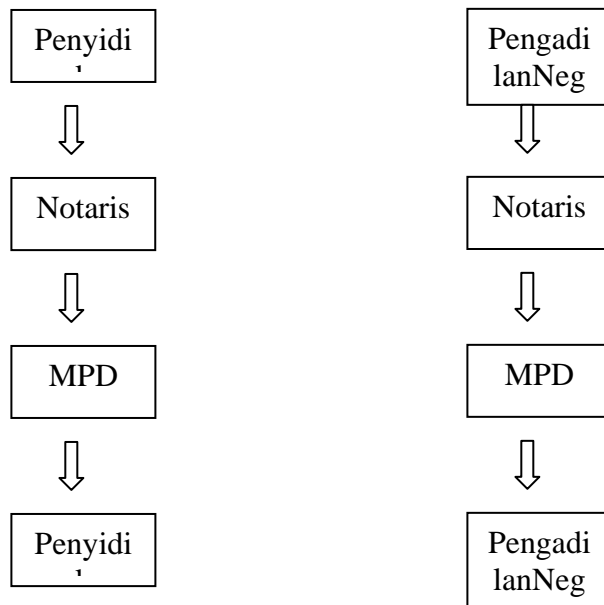 Penyidi
Pengadi
lanNeg
Notaris
Notaris
MPD
MPD
Penyidi
Pengadi
lanNeg